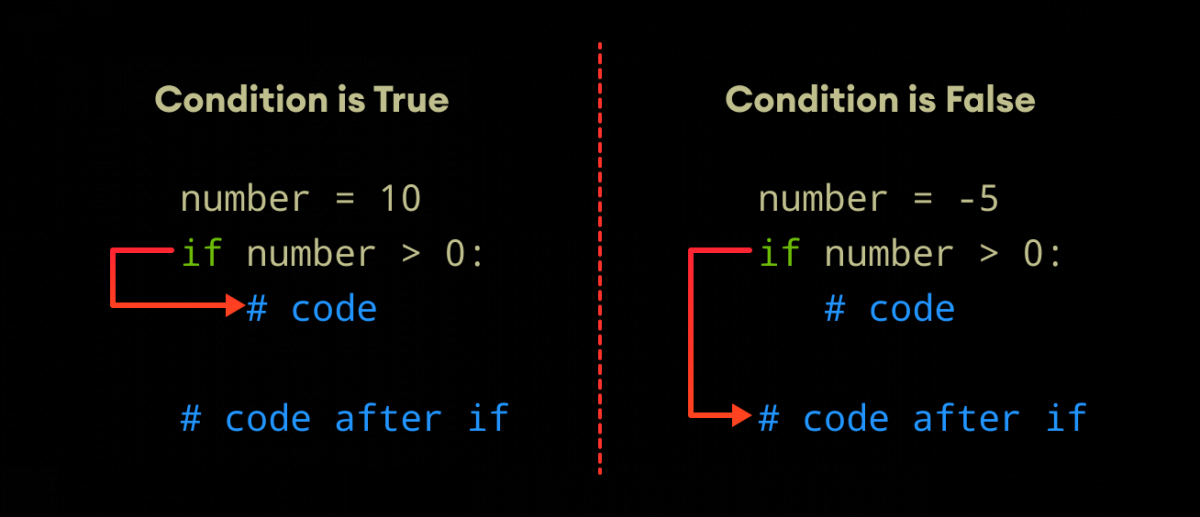 Condition is True
number = 10
if number > 0:
# code
# code after if
Condition is False
number = -5
if number > 0:
# code
# code after if